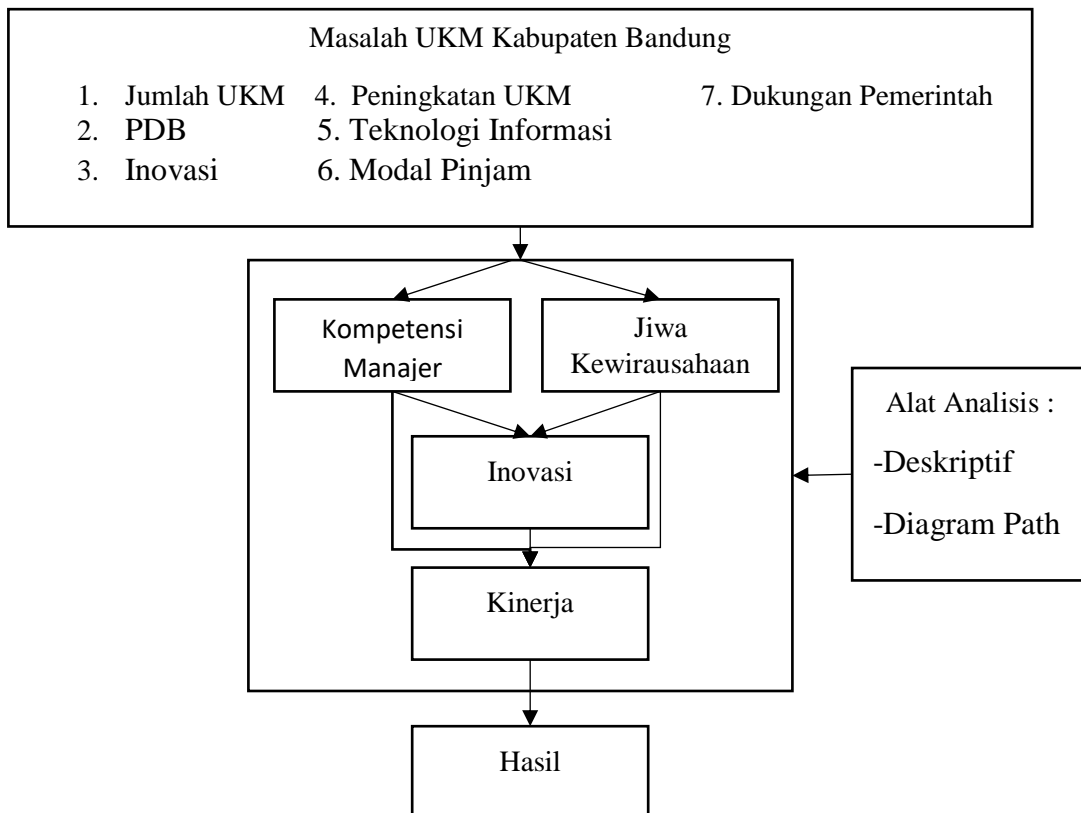 Masalah UKM Kabupaten Bandung
1. Jumlah UKM 4. Peningkatan UKM 7. Dukungan Pemerintah
2. PDB 5. Teknologi Informasi
3. Inovasi 6. Modal Pinjam
Kompetensi
Manajer
Jiwa
Kewirausahaan
Inovasi
Kinerja
Hasil
Alat Analisis :
-Deskriptif
-Diagram Path